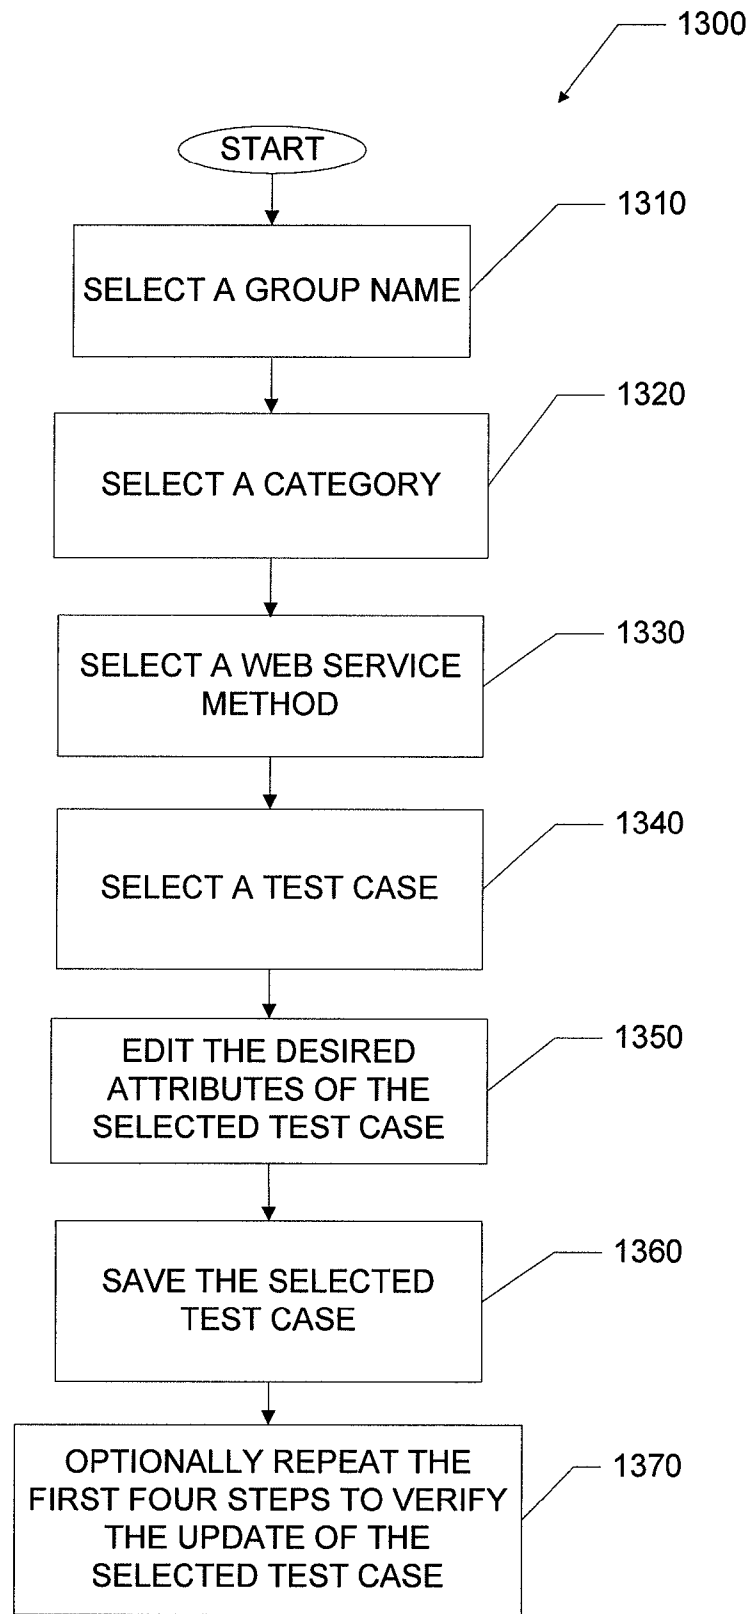 1300
START
1310
SELECT A GROUP NAME
1320
SELECT A CATEGORY
1330
SELECT A WEB SERVICE
METHOD
1340
SELECT A TEST CASE
1350
EDIT THE DESIRED
ATTRIBUTES OF THE
SELECTED TEST CASE
1360
SAVE THE SELECTED
TEST CASE
1370
OPTIONALLY REPEAT THE
FIRST FOUR STEPS TO VERIFY
THE UPDATE OF THE
SELECTED TEST CASE